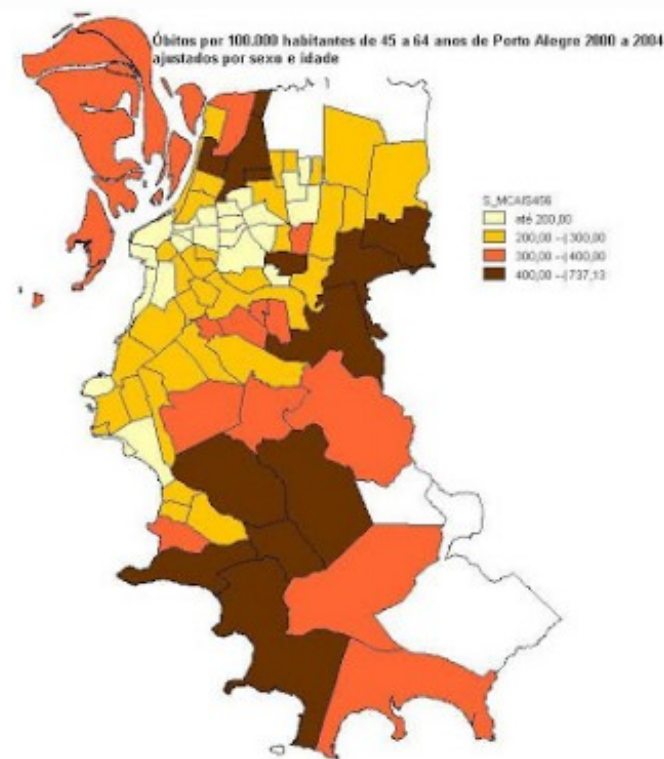 Óbitos por 100.000 habitantes de 45 a 64 anos de Porto Alegre 2000 a 2004
ajustados por sexo e idade
S_MCAIS456
até 200,00
200,00 --| 300,00
300,00 --| 400,00
400,00 --| 737,13